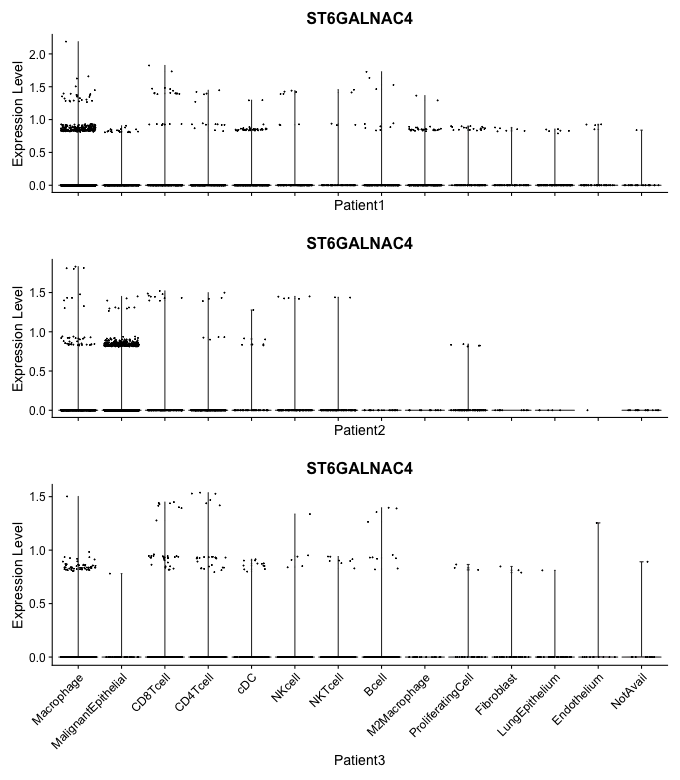 ST6GALNAC4
Expression Level
2.0
1.5
1.0
0.5
0.0
Patient1
ST6GALNAC4
Expression Level
1.5
1.0
0.5
0.0
Patient2
ST6GALNAC4
Expression Level
1.5
1.0
0.5
0.0
Macrophage
MalignantEpithelial
CD8Tcell
CD4Tcell
cDC
NKcell
NKTcell
Bcell
M2Macrophage
ProliferatingCell
Fibroblast
LungEpithelium
Endothelium
NotAvail
Patient3